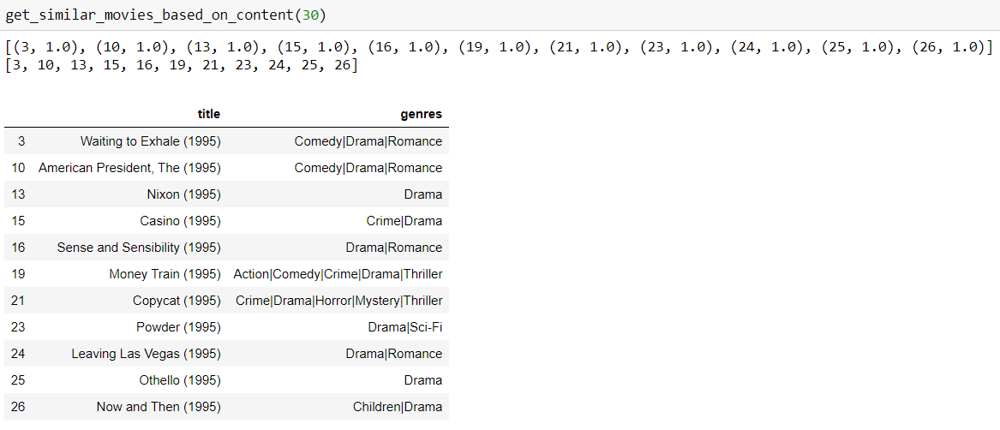 get_similar_movies_based_on_content(30)
[(3, 1.0), (10, 1.0), (13, 1.0), (15, 1.0), (16, 1.0), (19, 1.0), (21, 1.0), (23, 1.0), (24, 1.0), (25, 1.0), (26, 1.0)]
[3, 10, 13, 15, 16, 19, 21, 23, 24, 25, 26]
title genres
3 Waiting to Exhale (1995) Comedy|Drama|Romance
10 American President, The (1995) Comedy|Drama|Romance
13 Nixon (1995) Drama
15 Casino (1995) Crime|Drama
16 Sense and Sensibility (1995) Drama|Romance
19 Money Train (1995) Action|Comedy|Crime|Drama|Thriller
21 Copycat (1995) Crime|Drama|Horror|Mystery|Thriller
23 Powder (1995) Drama|Sci-Fi
24 Leaving Las Vegas (1995) Drama|Romance
25 Othello (1995) Drama
26 Now and Then (1995) Children|Drama